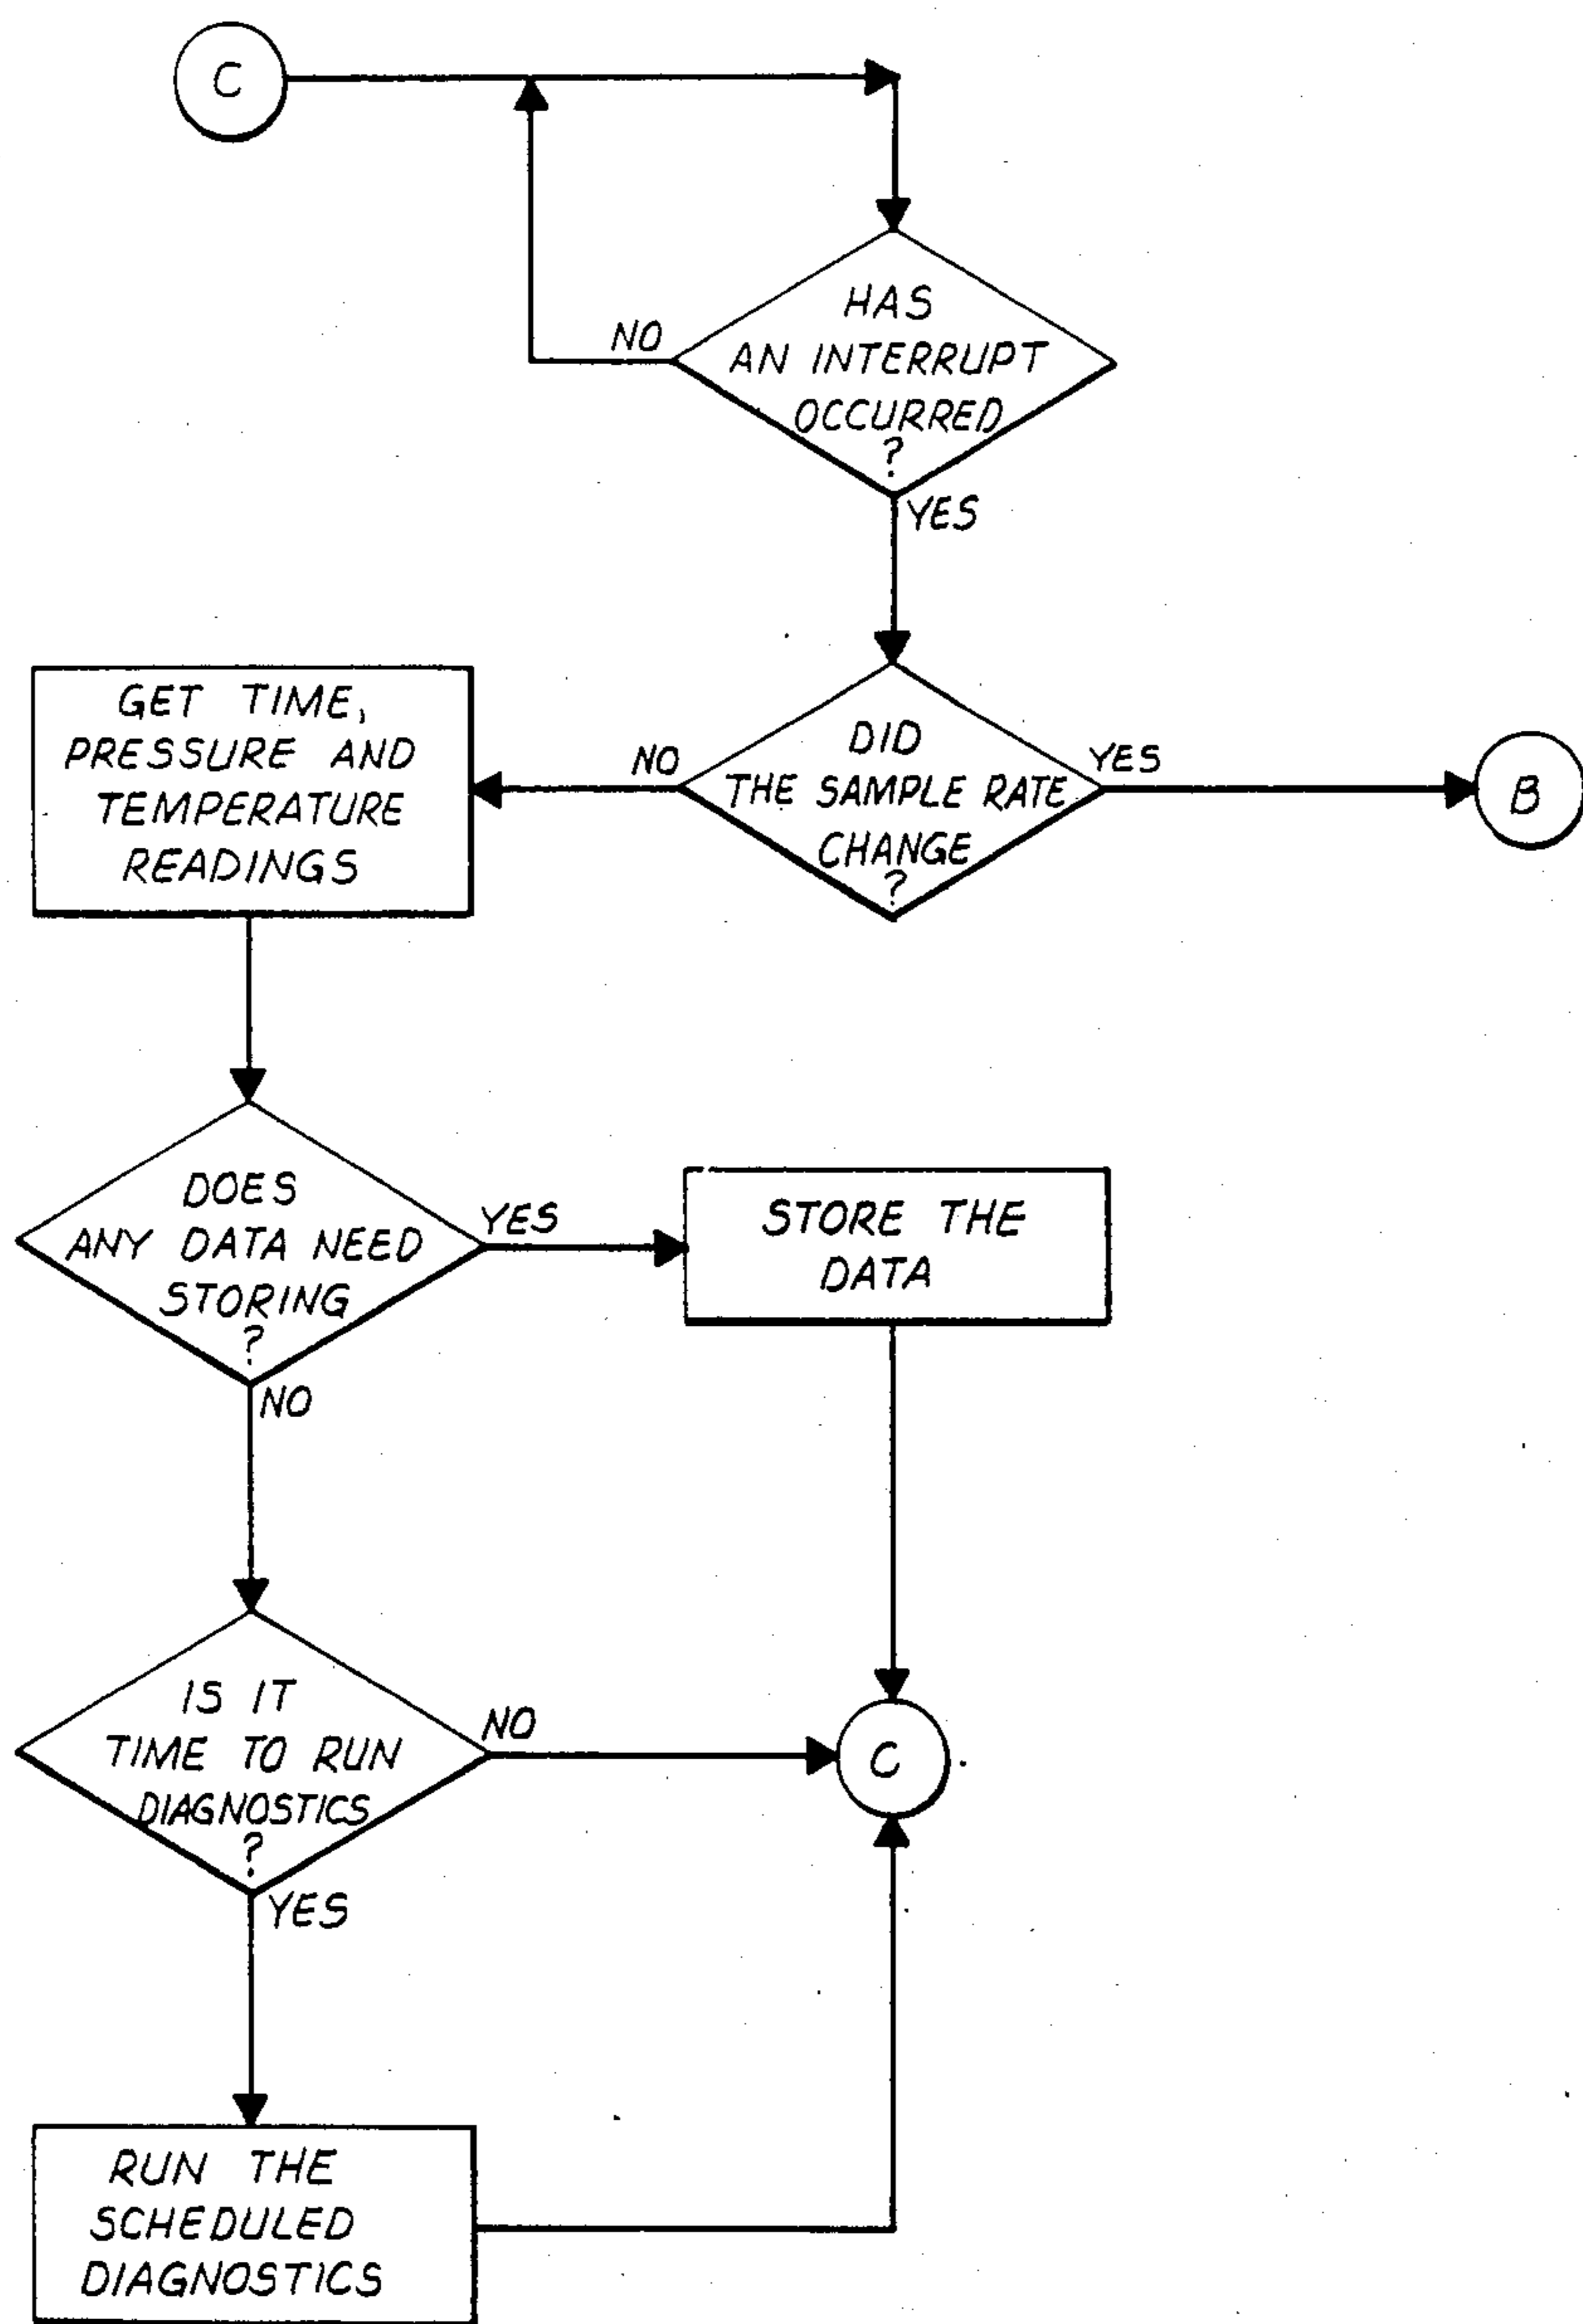 C
HAS
AN INTERRUPT
OCCURRED
?
NO
YES
DID
THE SAMPLE RATE
CHANGE
?
NO
YES
B
GET TIME,
PRESSURE AND
TEMPERATURE
READINGS
DOES
ANY DATA NEED
STORING
?
YES
NO
STORE THE
DATA
IS IT
TIME TO RUN
DIAGNOSTICS
?
NO
YES
C
RUN THE
SCHEDULED
DIAGNOSTICS